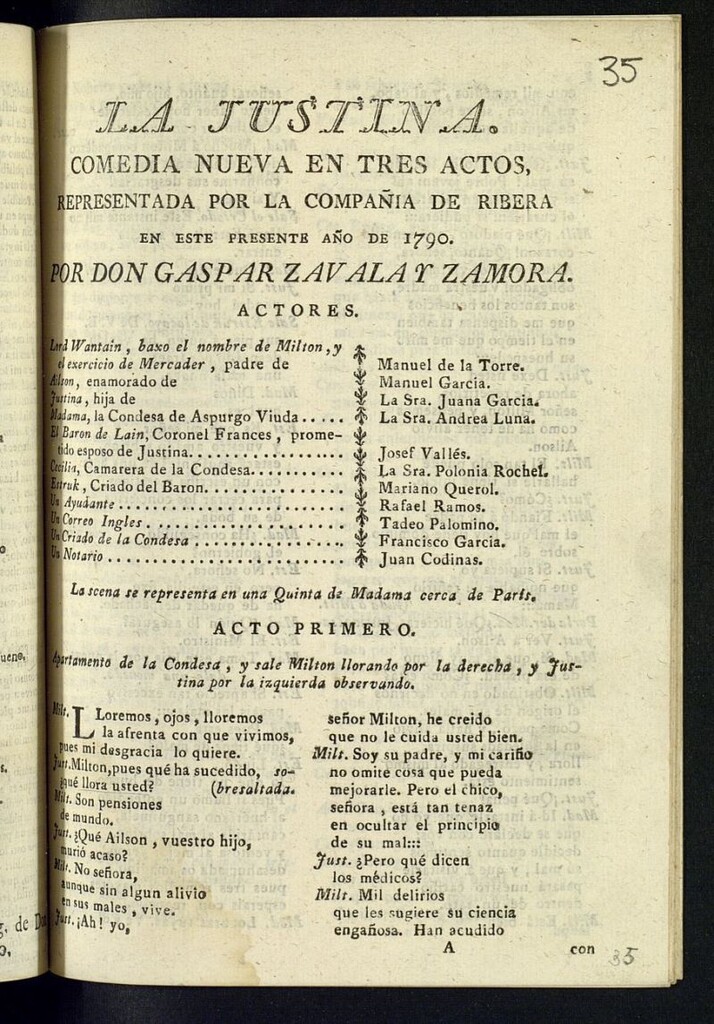 35
LA JUSTINA.
COMEDIA NUEVA EN TRES ACTOS,
REPRESENTADA POR LA COMPAÑIA DE RIBERA
EN ESTE PRESENTE AÑO DE 1790.
POR DON GASPAR ZAVALA Y ZAMORA.
ACTORES.
Lord Wantain, baxo el nombre de Milton, y
el exercicio de Mercader, padre de
Manuel de la Torre.
Ailson, enamorado de
Manuel Garcia.
Justina, hija de
La Sra. Juana Garcia.
Madama, la Condesa de Aspurgo Viuda.....
La Sra. Andrea Luna.
El Baron de Lain, Coronel Frances, prome-
tido esposo de Justina..................
Josef Vallés.
Cecilia, Camarera de la Condesa..........
La Sra. Polonia Rochel.
Estruk, Criado del Baron................
Mariano Querol.
Un Ayudante........................
Rafael Ramos.
Un Correo Ingles.....................
Tadeo Palomino.
Un Criado de la Condesa................
Francisco Garcia.
Un Notario.........................
Juan Codinas.
La scena se representa en una Quinta de Madama cerca de París.
ACTO PRIMERO.
Apartamento de la Condesa, y sale Milton llorando por la derecha, y Jus-
tina por la izquierda observando.
Milt. LLoremos, ojos, lloremos
la afrenta con que vivimos,
pues mi desgracia lo quiere.
Just. Milton, pues qué ha sucedido, so-
¿qué llora usted? (bresaltada.
Milt. Son pensiones
de mundo.
Just. ¿Qué Ailson, vuestro hijo,
murió acaso?
Milt. No señora,
aunque sin algun alivio
en sus males, vive.
Just. ¡Ah! yo,
señor Milton, he creido
que no le cuida usted bien.
Milt. Soy su padre, y mi cariño
no omite cosa que pueda
mejorarle. Pero el chico,
señora, está tan tenaz
en ocultar el principio
de su mal:::
Just. ¿Pero qué dicen
los médicos?
Milt. Mil delirios
que les sugiere su ciencia
engañosa. Han acudido
A con
35